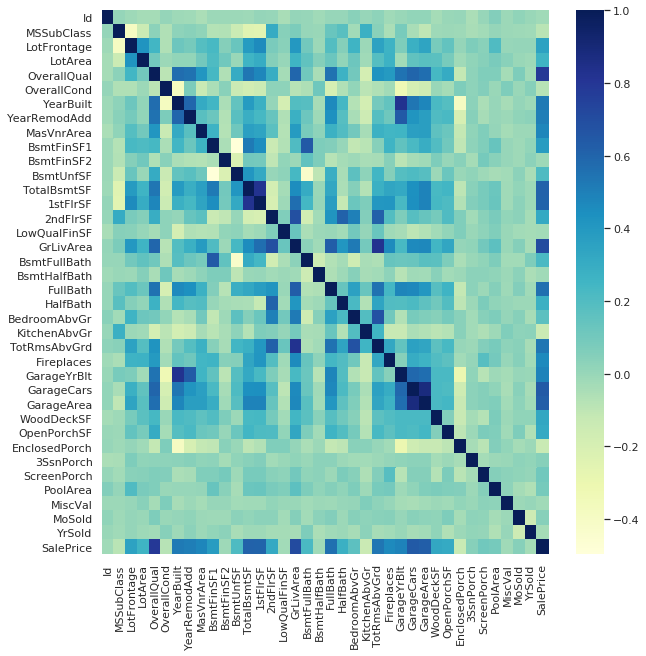 Id
MSSubClass
LotFrontage
LotArea
OverallQual
OverallCond
YearBuilt
YearRemodAdd
MasVnrArea
BsmtFinSF1
BsmtFinSF2
BsmtUnfSF
TotalBsmtSF
1stFlrSF
2ndFlrSF
LowQualFinSF
GrLivArea
BsmtFullBath
BsmtHalfBath
FullBath
HalfBath
BedroomAbvGr
KitchenAbvGr
TotRmsAbvGrd
Fireplaces
GarageYrBlt
GarageCars
GarageArea
WoodDeckSF
OpenPorchSF
EnclosedPorch
3SsnPorch
ScreenPorch
PoolArea
MiscVal
MoSold
YrSold
SalePrice
Id
MSSubClass
LotFrontage
LotArea
OverallQual
OverallCond
YearBuilt
YearRemodAdd
MasVnrArea
BsmtFinSF1
BsmtFinSF2
BsmtUnfSF
TotalBsmtSF
1stFlrSF
2ndFlrSF
LowQualFinSF
GrLivArea
BsmtFullBath
BsmtHalfBath
FullBath
HalfBath
BedroomAbvGr
KitchenAbvGr
TotRmsAbvGrd
Fireplaces
GarageYrBlt
GarageCars
GarageArea
WoodDeckSF
OpenPorchSF
EnclosedPorch
3SsnPorch
ScreenPorch
PoolArea
MiscVal
MoSold
YrSold
SalePrice
1.0
0.8
0.6
0.4
0.2
0.0
−0.2
−0.4